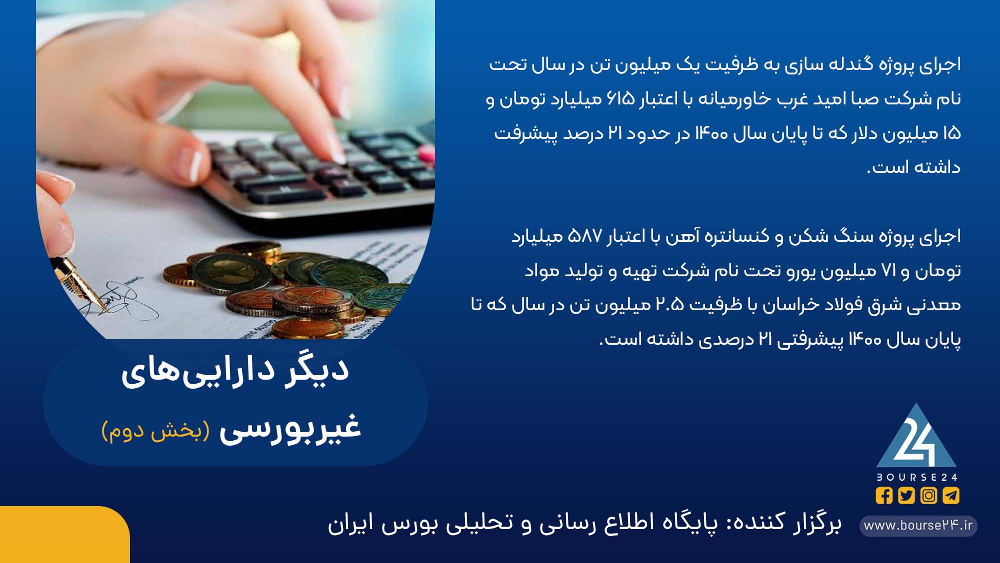 اجرای پروژه گندله سازی به ظرفیت یک میلیون تن در سال تحت
نام شرکت صبا امید غرب خاورمیانه با اعتبار ۶۱۵ میلیارد تومان و
۱۵ میلیون دلار که تا پایان سال ۱۴۰۰ در حدود ۲۱ درصد پیشرفت
داشته است.
اجرای پروژه سنگ شکن و کنسانتره آهن با اعتبار ۵۸۷ میلیارد
تومان و ۷۱ میلیون یورو تحت نام شرکت تهیه و تولید مواد
معدنی شرق فولاد خراسان با ظرفیت ۲.۵ میلیون تن در سال که تا
پایان سال ۱۴۰۰ پیشرفتی ۲۱ درصدی داشته است.
دیگر دارایی‌های
غیربورسی (بخش دوم)
24
BOURSE24
برگزار کننده: پایگاه اطلاع رسانی و تحلیلی بورس ایران
www.bourse۲۴.ir